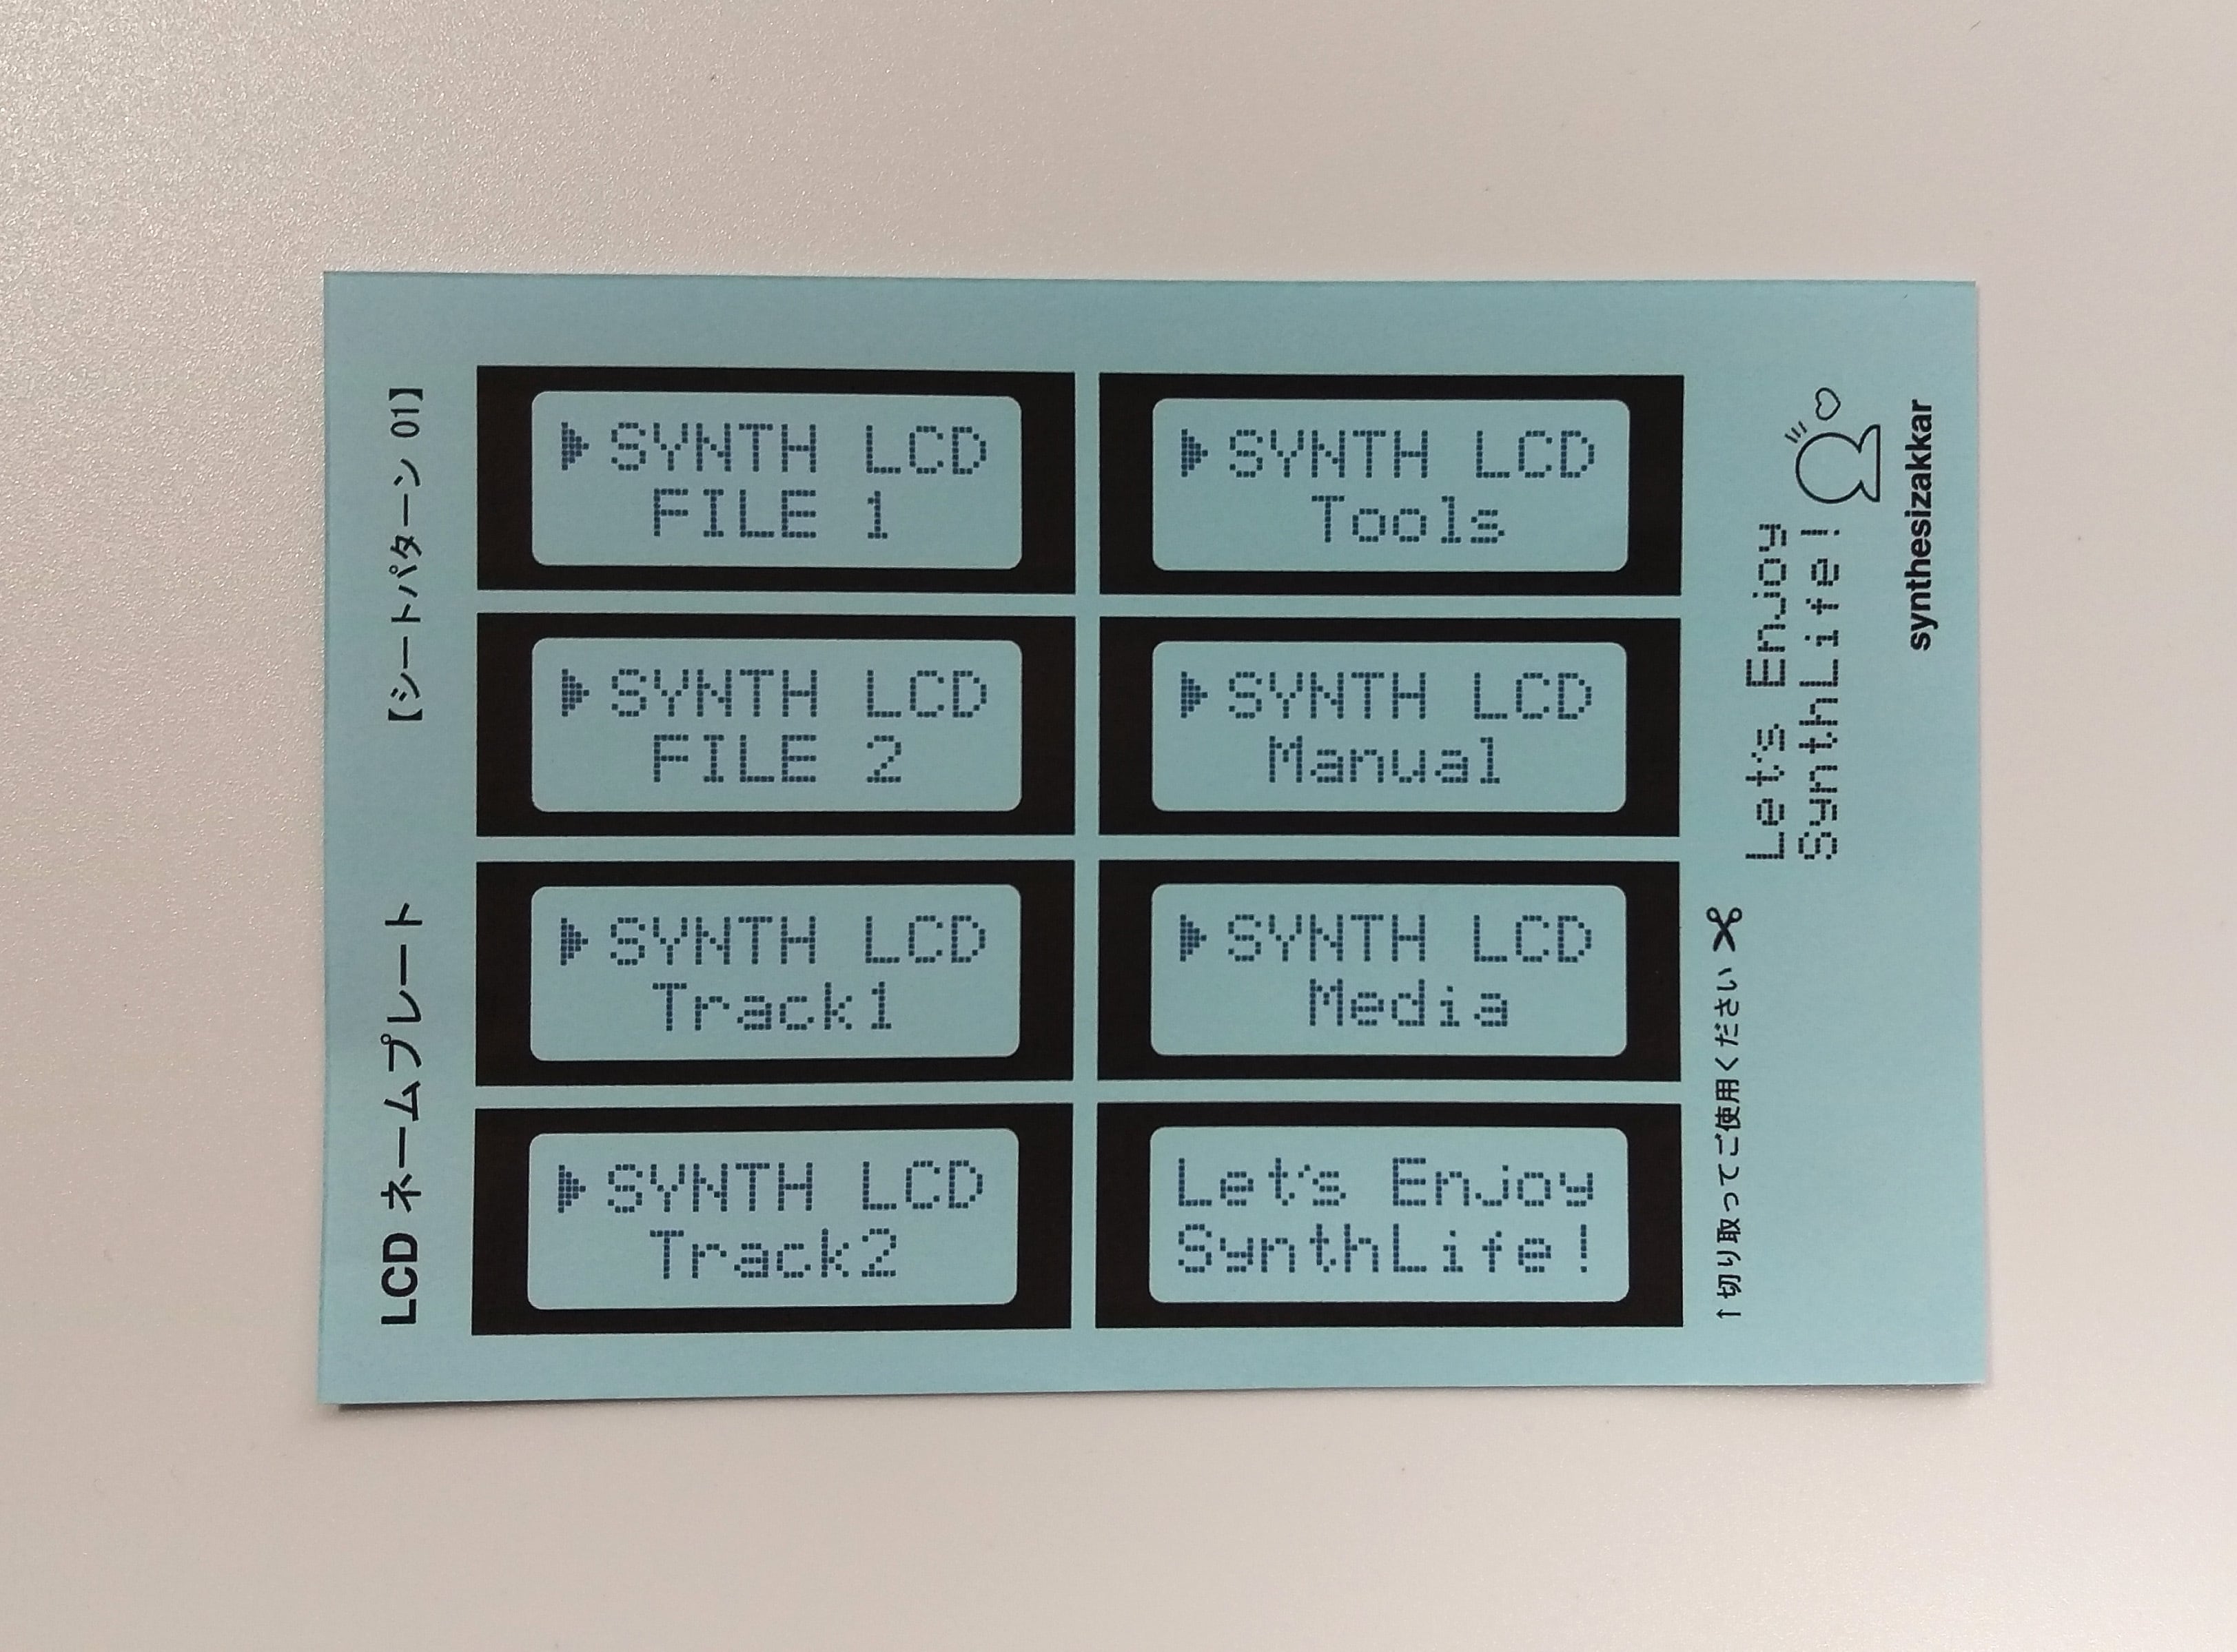 LCD ネームプレート
【シートパターン 01】
▶SYNTH LCD
FILE 1
▶SYNTH LCD
Tools
▶SYNTH LCD
FILE 2
▶SYNTH LCD
Manual
▶SYNTH LCD
Track1
▶SYNTH LCD
Media
▶SYNTH LCD
Track2
Let's Enjoy
SynthLife!
↑切り取ってご使用ください
Let's Enjoy
SynthLife!
synthesizakkar